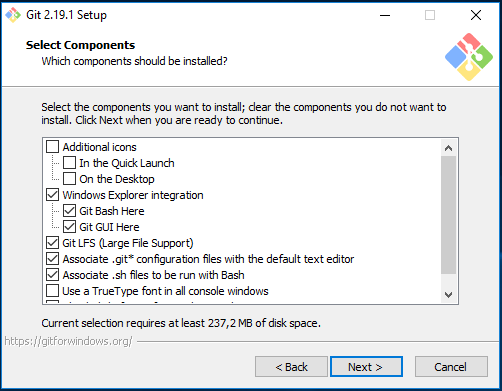 Git 2.19.1 Setup
Select Components
Which components should be installed?
Select the components you want to install; clear the components you do not want to
install. Click Next when you are ready to continue.
Additional icons
In the Quick Launch
On the Desktop
Windows Explorer integration
Git Bash Here
Git GUI Here
Git LFS (Large File Support)
Associate .git* configuration files with the default text editor
Associate .sh files to be run with Bash
Use a TrueType font in all console windows
Current selection requires at least 237,2 MB of disk space.
https://gitforwindows.org/
< Back
Next >
Cancel